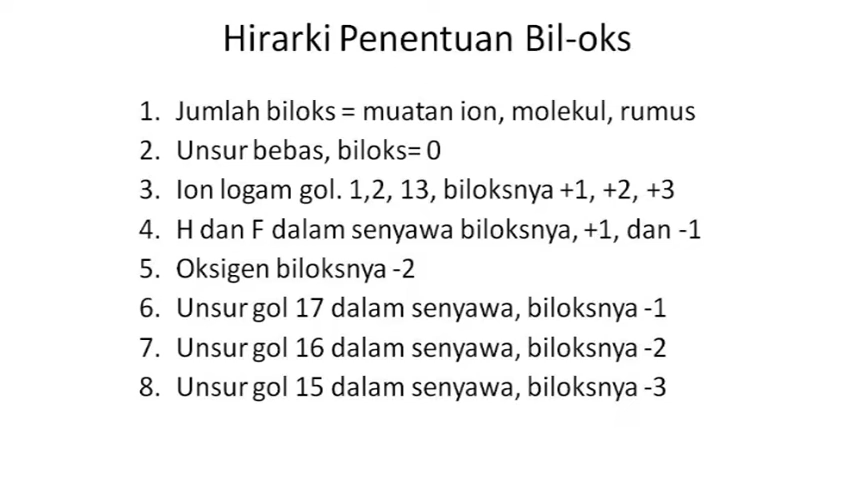 Hirarki Penentuan Bil-oks
1. Jumlah biloks = muatan ion, molekul, rumus
2. Unsur bebas, biloks= 0
3. Ion logam gol. 1,2, 13, biloksnya +1, +2, +3
4. H dan F dalam senyawa biloksnya, +1, dan -1
5. Oksigen biloksnya -2
6. Unsur gol 17 dalam senyawa, biloksnya -1
7. Unsur gol 16 dalam senyawa, biloksnya -2
8. Unsur gol 15 dalam senyawa, biloksnya -3